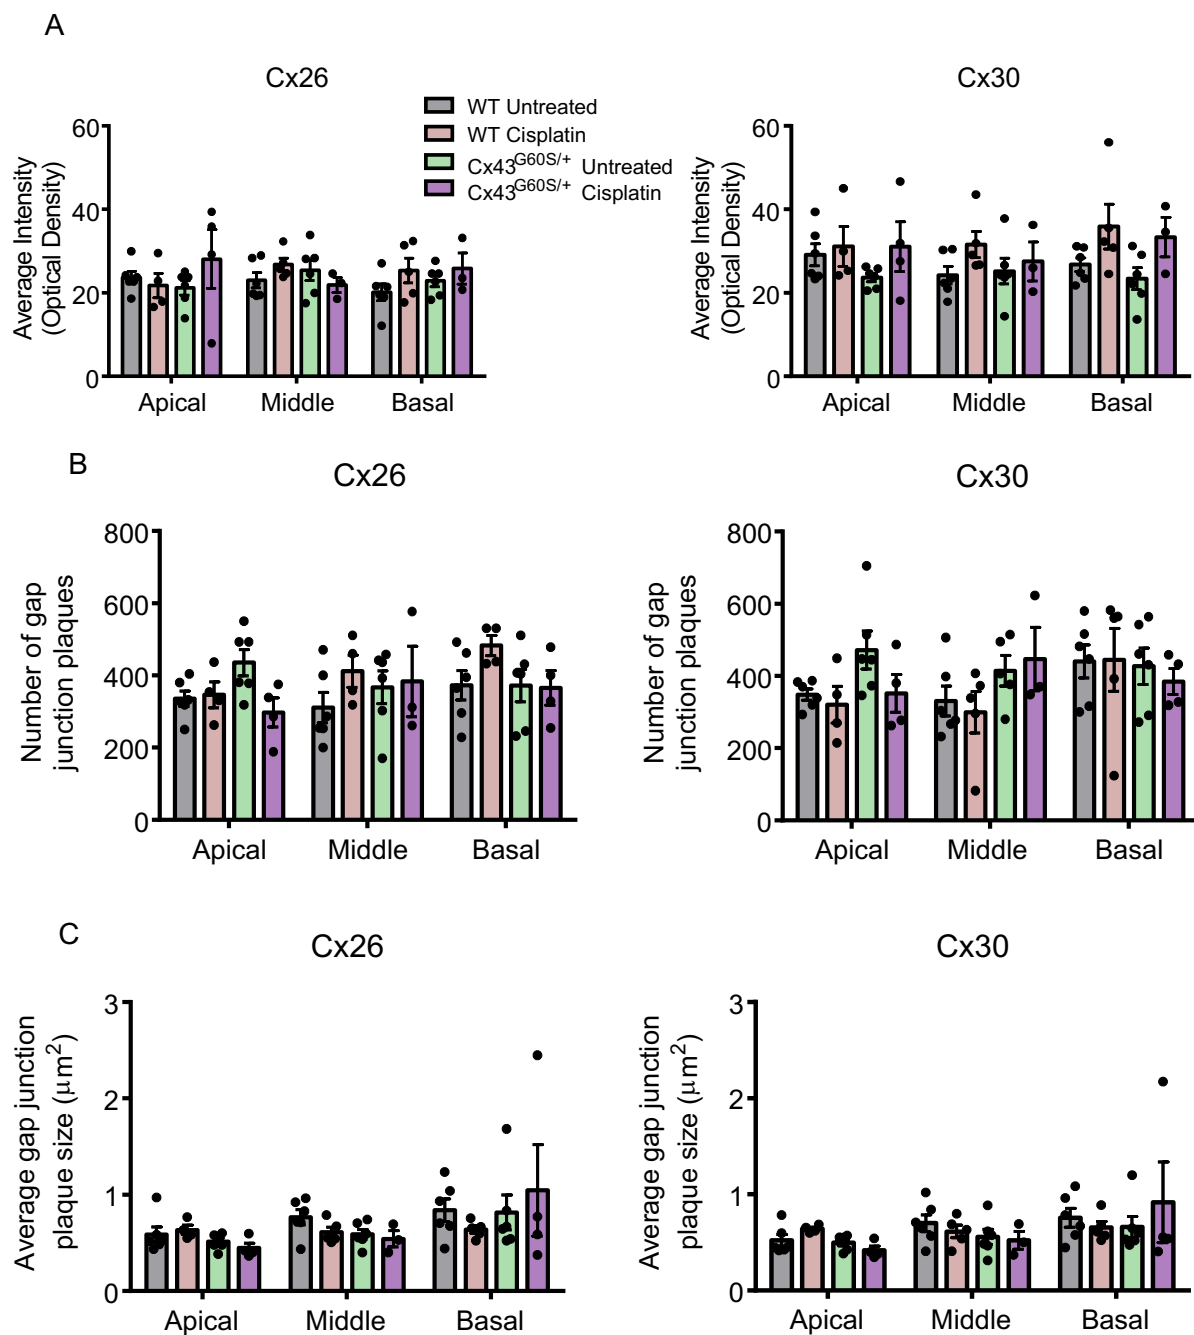 A
Cx26
Cx30
WT Untreated
WT Cisplatin
Cx43^G60S/+ Untreated
Cx43^G60S/+ Cisplatin
Average Intensity
(Optical Density)
60
40
20
0
Apical
Middle
Basal
Average Intensity
(Optical Density)
60
40
20
0
Apical
Middle
Basal
B
Cx26
Cx30
Number of gap
junction plaques
800
600
400
200
0
Apical
Middle
Basal
Number of gap
junction plaques
800
600
400
200
0
Apical
Middle
Basal
C
Cx26
Cx30
Average gap junction
plaque size (μm²)
3
2
1
0
Apical
Middle
Basal
Average gap junction
plaque size (μm²)
3
2
1
0
Apical
Middle
Basal